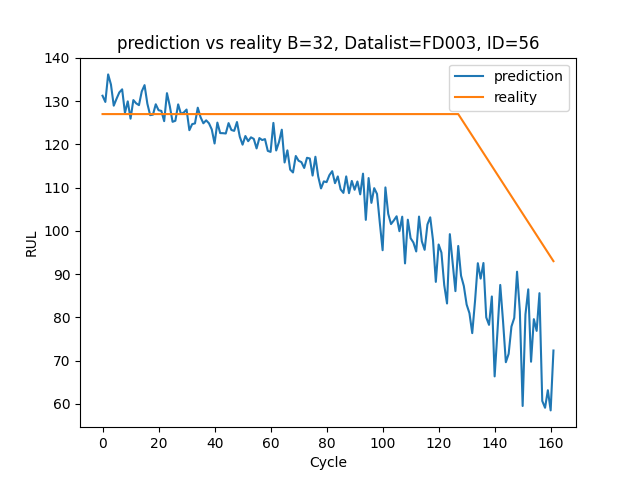 prediction vs reality B=32, Datalist=FD003, ID=56
prediction
reality
RUL
140
130
120
110
100
90
80
70
60
0 20 40 60 80 100 120 140 160
Cycle